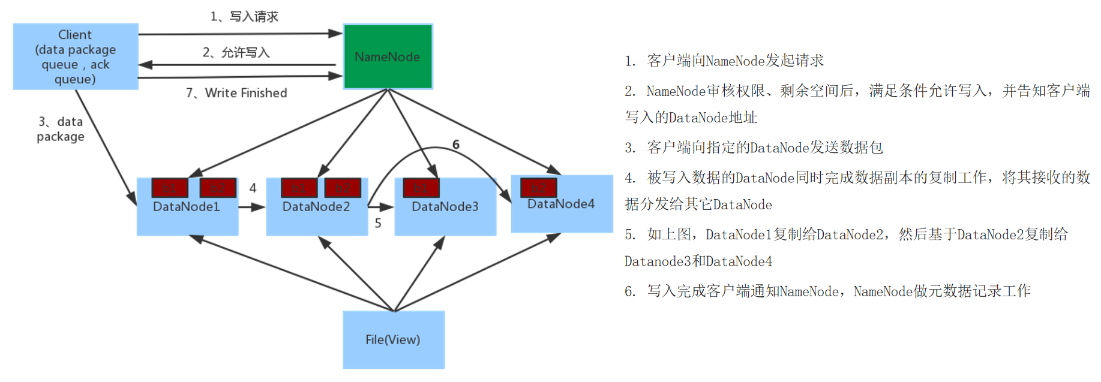 1、写入请求
Client
(data package
queue，ack
queue)
2、允许写入
NameNode
7、Write Finished
3、data
package
6
4
5
DataNode1
DataNode2
DataNode3
DataNode4
File(View)
1. 客户端向NameNode发起请求
2. NameNode审核权限、剩余空间后，满足条件允许写入，并告知客户端
写入的DataNode地址
3. 客户端向指定的DataNode发送数据包
4. 被写入数据的DataNode同时完成数据副本的复制工作，将其接收的数
据分发给其它DataNode
5. 如上图，DataNode1复制给DataNode2，然后基于DataNode2复制给
Datanode3和DataNode4
6. 写入完成客户端通知NameNode，NameNode做元数据记录工作